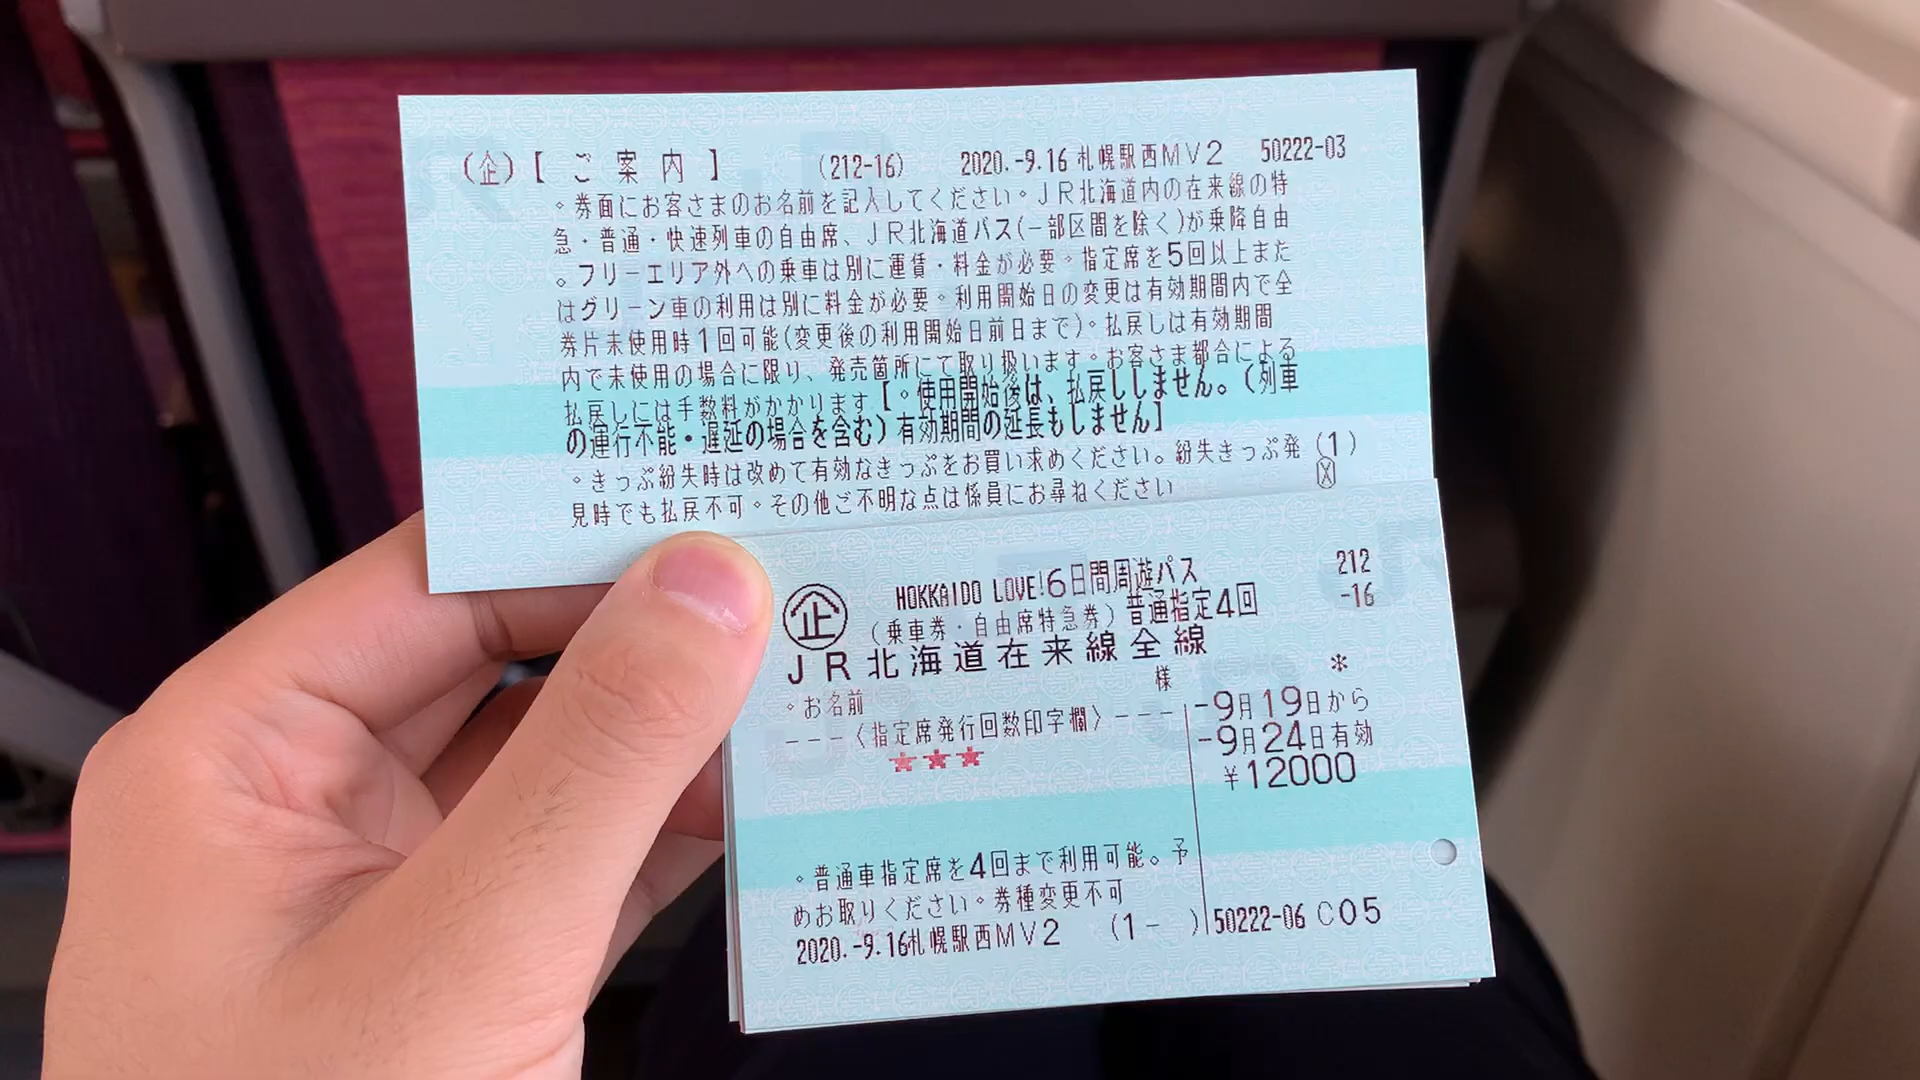 (企)【 ご 案 内 】 (212-16) 2020.-9.16 札幌駅西MV2 50222-03
。券面にお客さまのお名前を記入してください。JR北海道内の在来線の特
急・普通・快速列車の自由席、JR北海道バス(一部区間を除く)が乗降自由
。フリーエリア外への乗車は別に運賃・料金が必要。指定席を5回以上また
はグリーン車の利用は別に料金が必要。利用開始日の変更は有効期間内で全
券片未使用時1回可能(変更後の利用開始日前日まで)。払戻しは有効期間
内で未使用の場合に限り、発売箇所にて取り扱います。お客さま都合による
払戻しには手数料がかかります【。使用開始後は、払戻ししません。(列車
の運行不能・遅延の場合を含む)有効期間の延長もしません】
。きっぷ紛失時は改めて有効なきっぷをお買い求めください。紛失きっぷ発 (1)
見時でも払戻不可。その他ご不明な点は係員にお尋ねください X
企 HOKKAIDO LOVE!6日間周遊パス 212
(乗車券・自由席特急券)普通指定4回 -16
JR北海道在来線全線
。お名前 様 *
---〈指定席発行回数印字欄〉--- -9月19日から
★★★ -9月24日有効
¥12000
。普通車指定席を4回まで利用可能。予
めお取りください。券種変更不可
2020.-9.16札幌駅西MV2 (1- ) 50222-06 C05